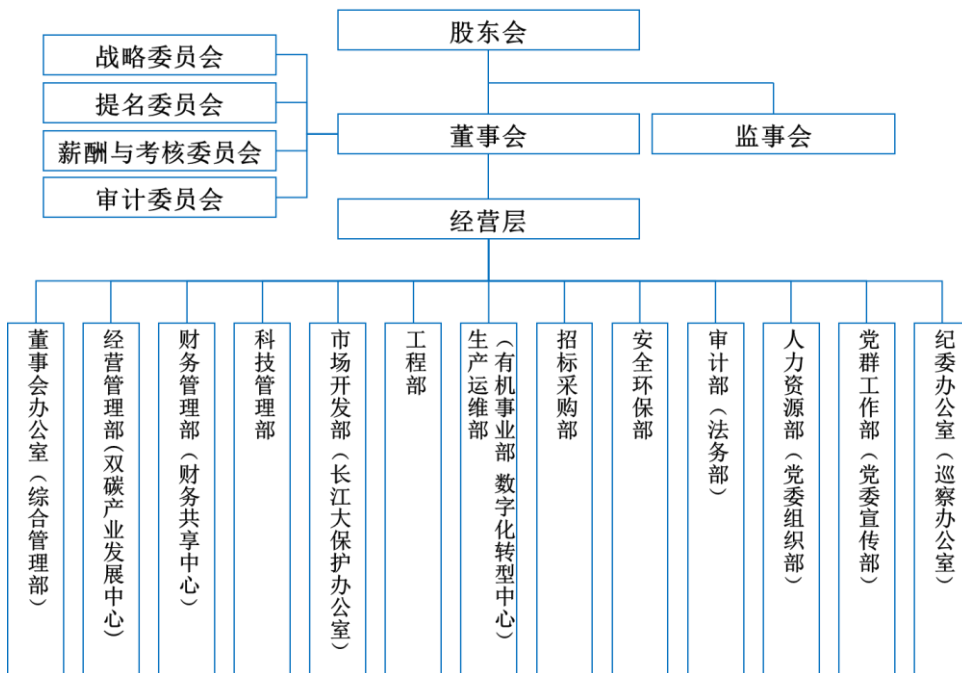 股东会
战略委员会
提名委员会
薪酬与考核委员会
审计委员会
董事会
监事会
经营层
董事会办公室（综合管理部）
经营管理部(双碳产业发展中心)
财务管理部（财务共享中心）
科技管理部
市场开发部（长江大保护办公室）
工程部
生产运维部
（有机事业部 数字化转型中心）
招标采购部
安全环保部
审计部（法务部）
人力资源部（党委组织部）
党群工作部（党委宣传部）
纪委办公室（巡察办公室）